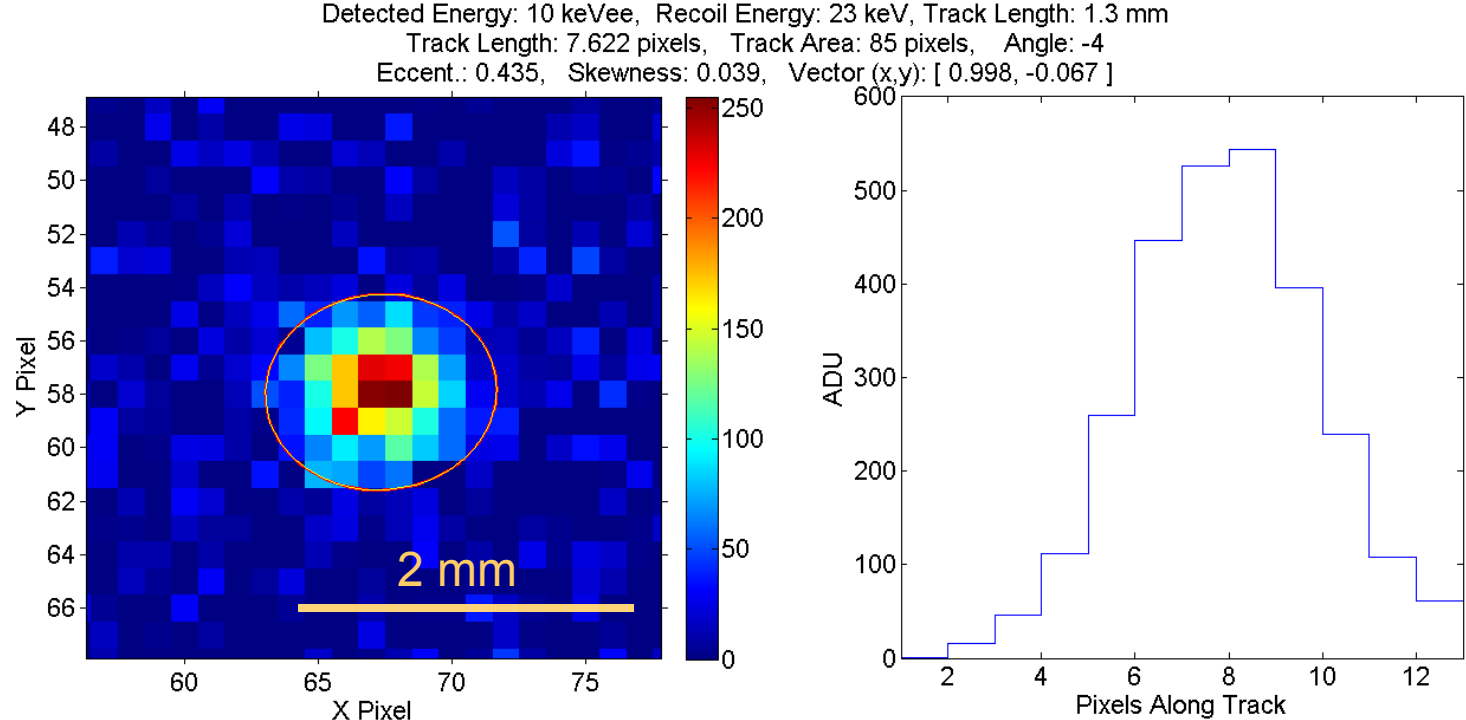 Detected Energy: 10 keVee, Recoil Energy: 23 keV, Track Length: 1.3 mm
Track Length: 7.622 pixels, Track Area: 85 pixels, Angle: -4
Eccent.: 0.435, Skewness: 0.039, Vector (x,y): [ 0.998, -0.067 ]
Y Pixel
48
50
52
54
56
58
60
62
64
66
2 mm
60 65 70 75
X Pixel
250
200
150
100
50
0
ADU
600
500
400
300
200
100
0
2 4 6 8 10 12
Pixels Along Track